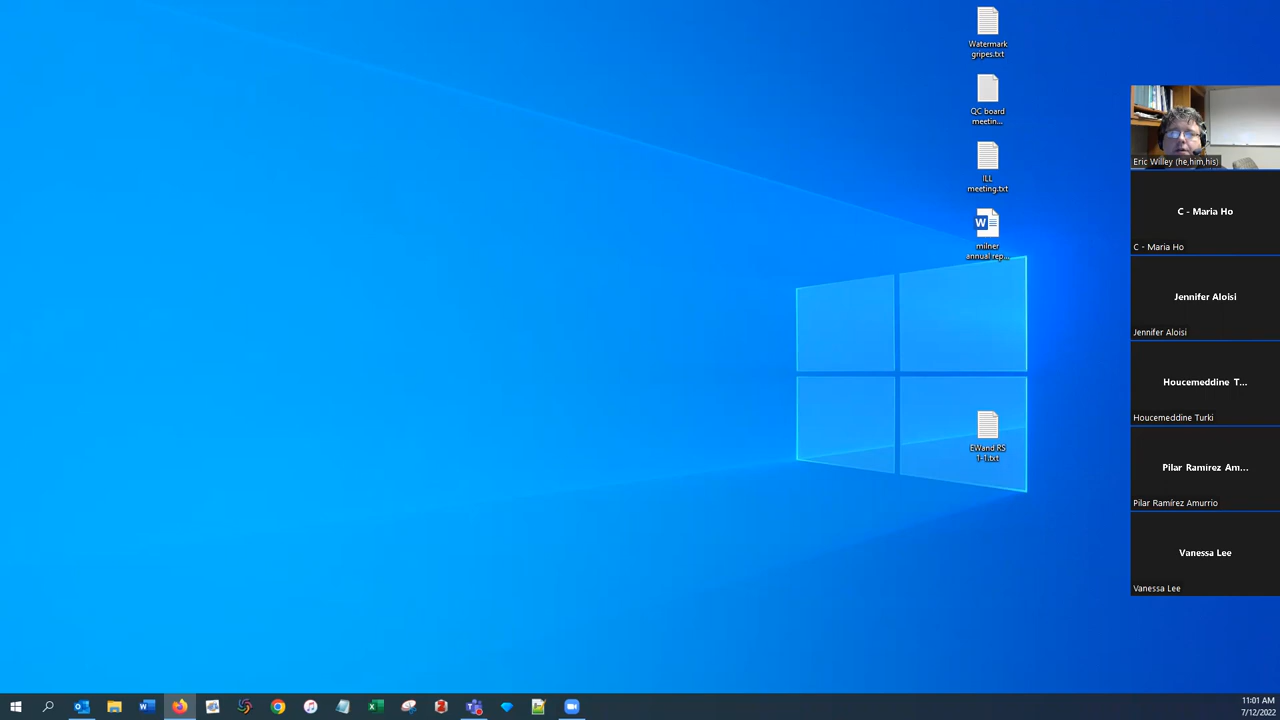 Watermark
gripes.txt
QC board
meetin...
ILL
meeting.txt
W
milner
annual rep...
EWand RS
1-1.txt
Eric Willey (he,him,his)
C - Maria Ho
C - Maria Ho
Jennifer Aloisi
Jennifer Aloisi
Houcemeddine T...
Houcemeddine Turki
Pilar Ramirez Am...
Pilar Ramírez Amurrio
Vanessa Lee
Vanessa Lee
11:01 AM
7/12/2022